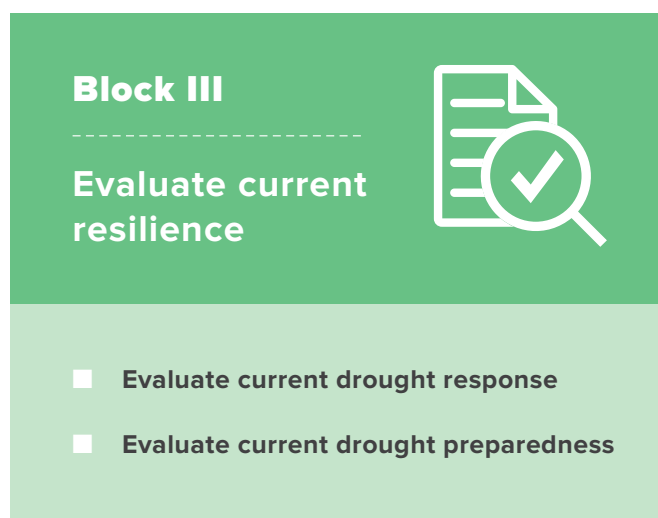 Block III
Evaluate current
resilience
Evaluate current drought response
Evaluate current drought preparedness